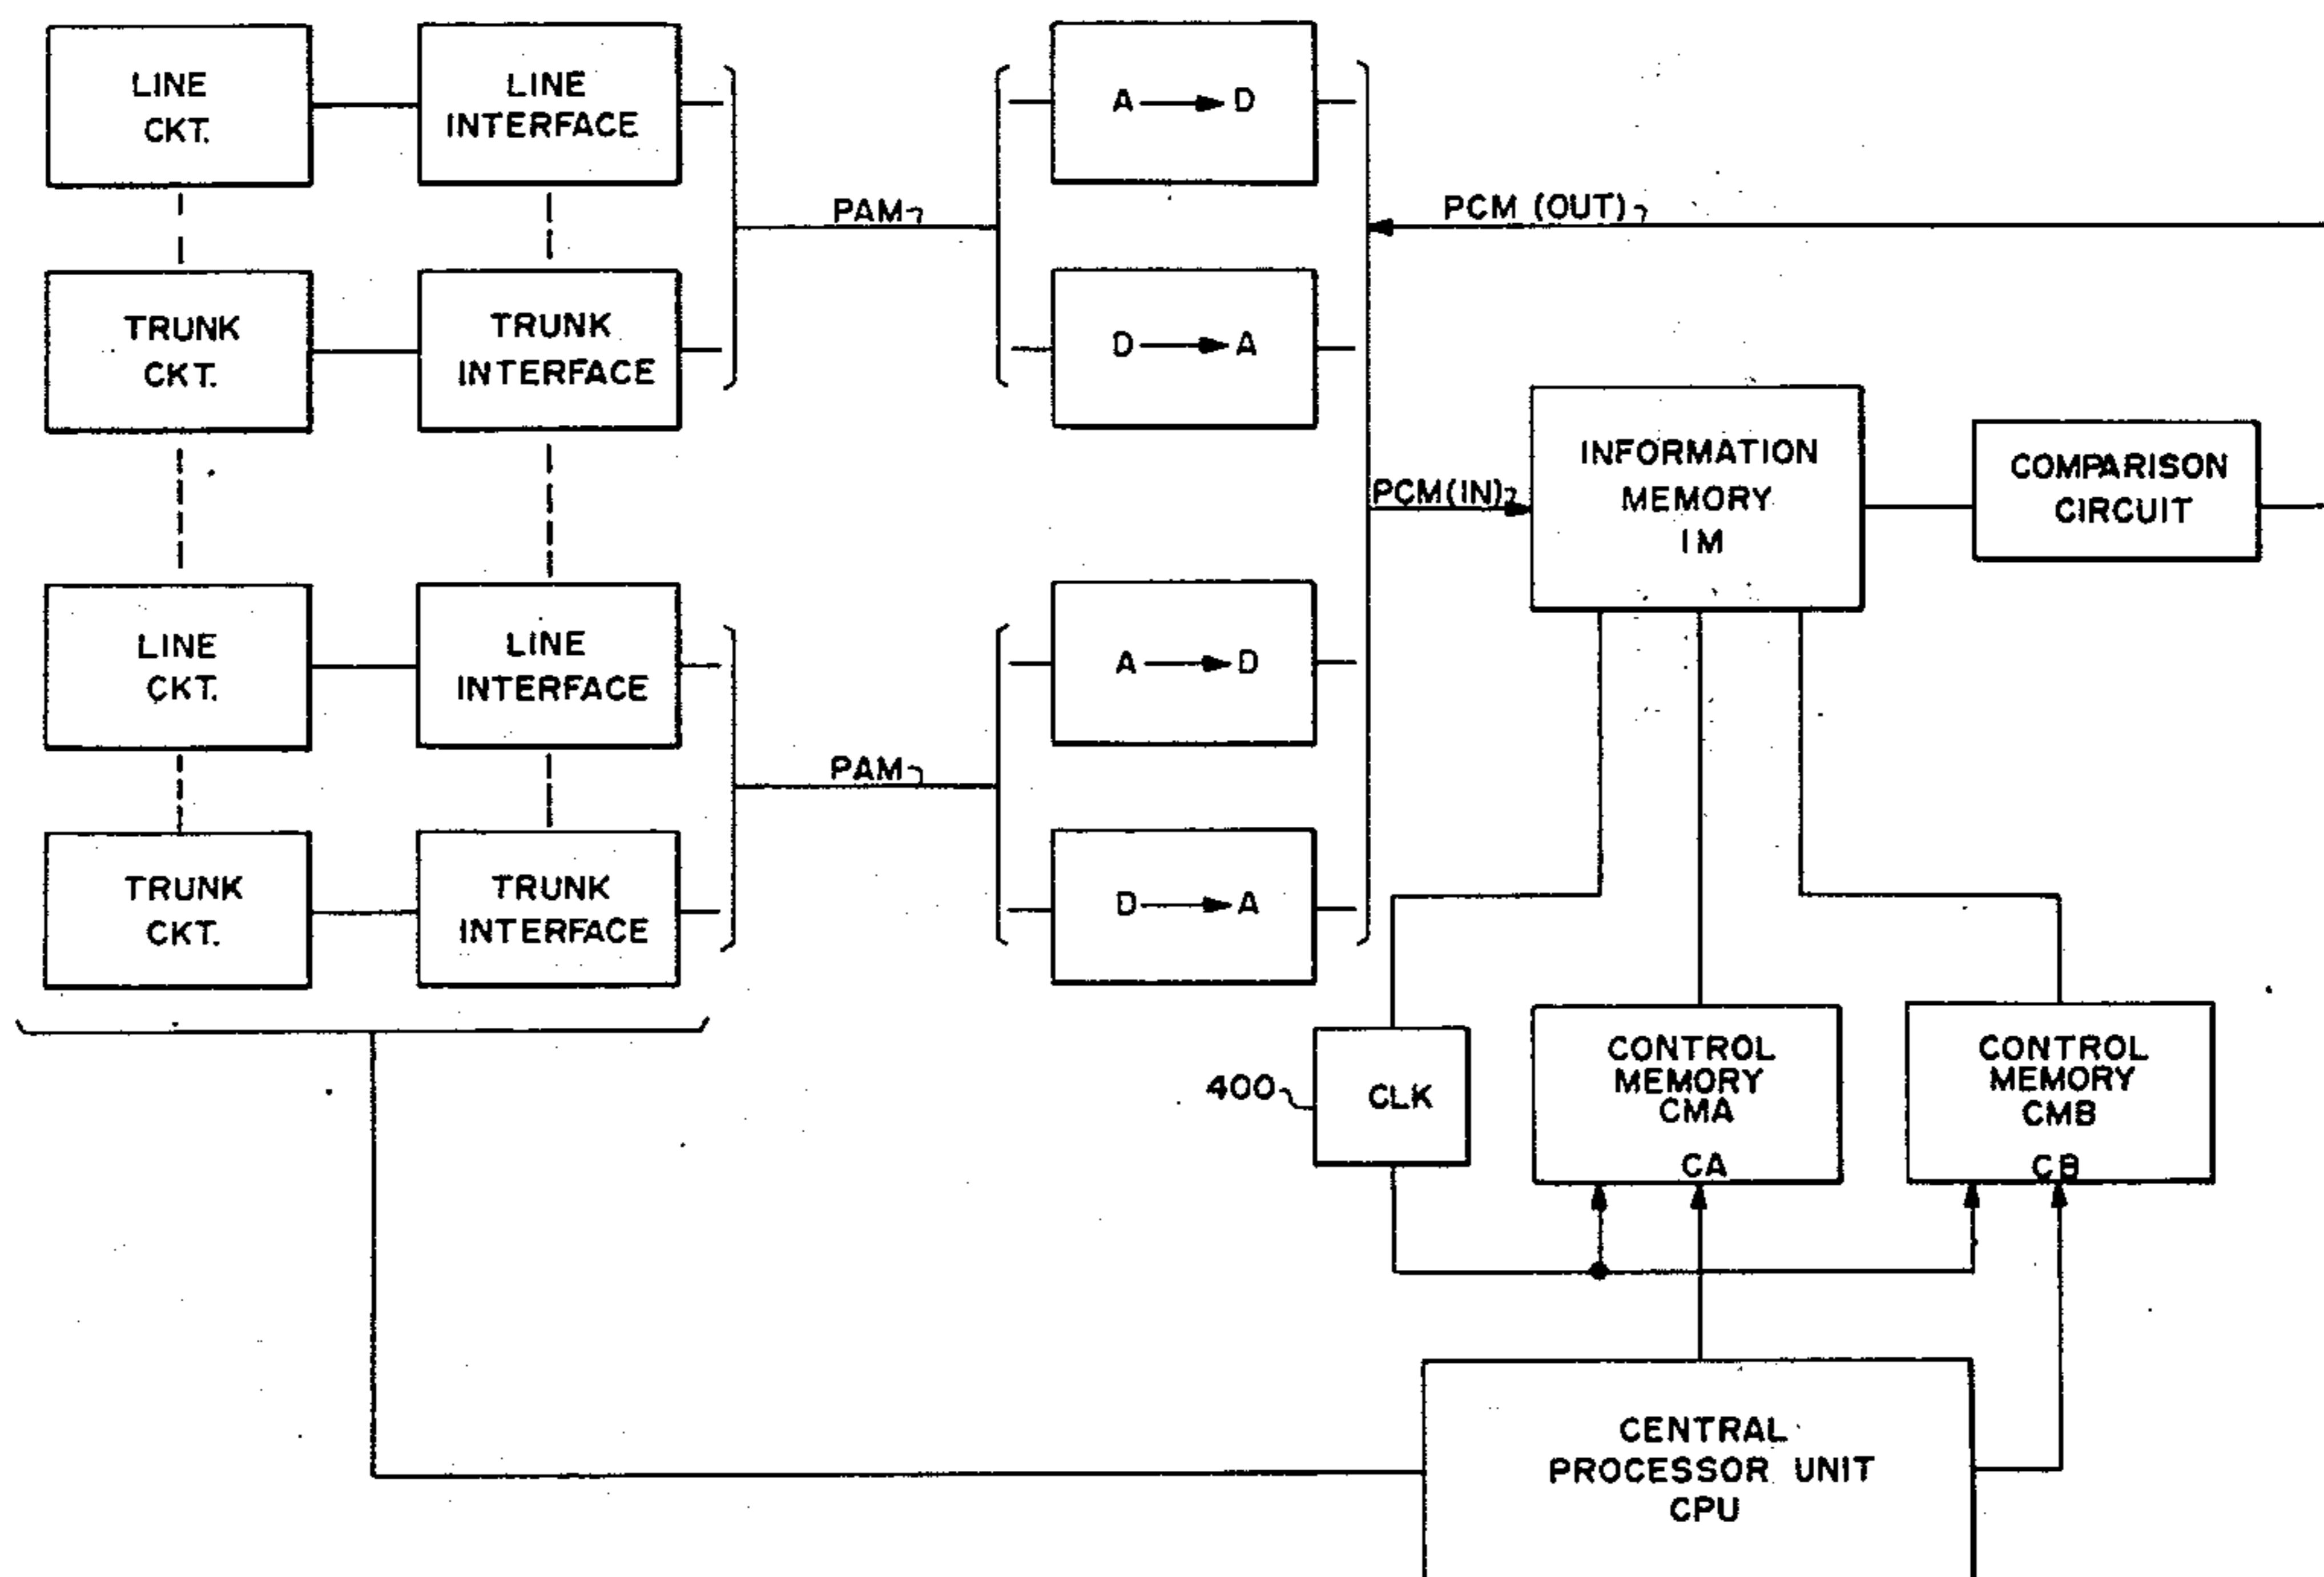 LINE
CKT.
LINE
INTERFACE
A
D
PAM
PCM (OUT)
TRUNK
CKT.
TRUNK
INTERFACE
D
A
INFORMATION
MEMORY
IM
COMPARISON
CIRCUIT
PCM(IN)
LINE
CKT.
LINE
INTERFACE
A
D
PAM
TRUNK
CKT.
TRUNK
INTERFACE
D
A
400
CLK
CONTROL
MEMORY
CMA
CA
CONTROL
MEMORY
CMB
CB
CENTRAL
PROCESSOR UNIT
CPU